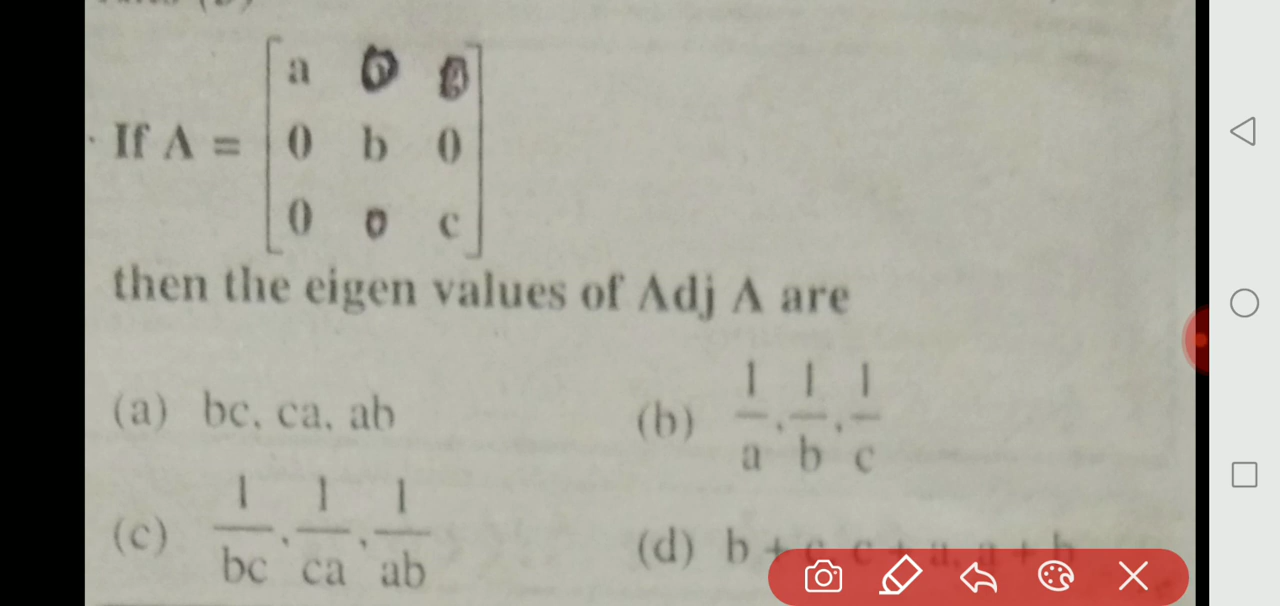 If A = [a 0 0
0 b 0
0 0 c]
then the eigen values of Adj A are
(a) bc, ca, ab
(b) 1/a, 1/b, 1/c
(c) 1/bc, 1/ca, 1/ab
(d) b + c, c + a, a + b